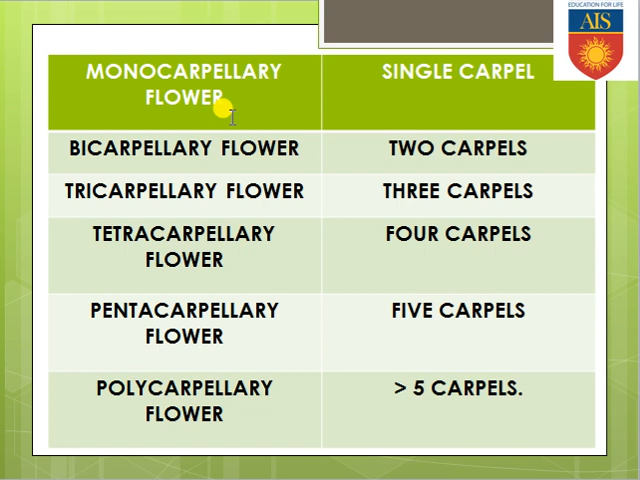 EDUCATION FOR LIFE
AIS
MONOCARPELLARY
FLOWER
SINGLE CARPEL
BICARPELLARY FLOWER
TWO CARPELS
TRICARPELLARY FLOWER
THREE CARPELS
TETRACARPELLARY
FLOWER
FOUR CARPELS
PENTACARPELLARY
FLOWER
FIVE CARPELS
POLYCARPELLARY
FLOWER
> 5 CARPELS.